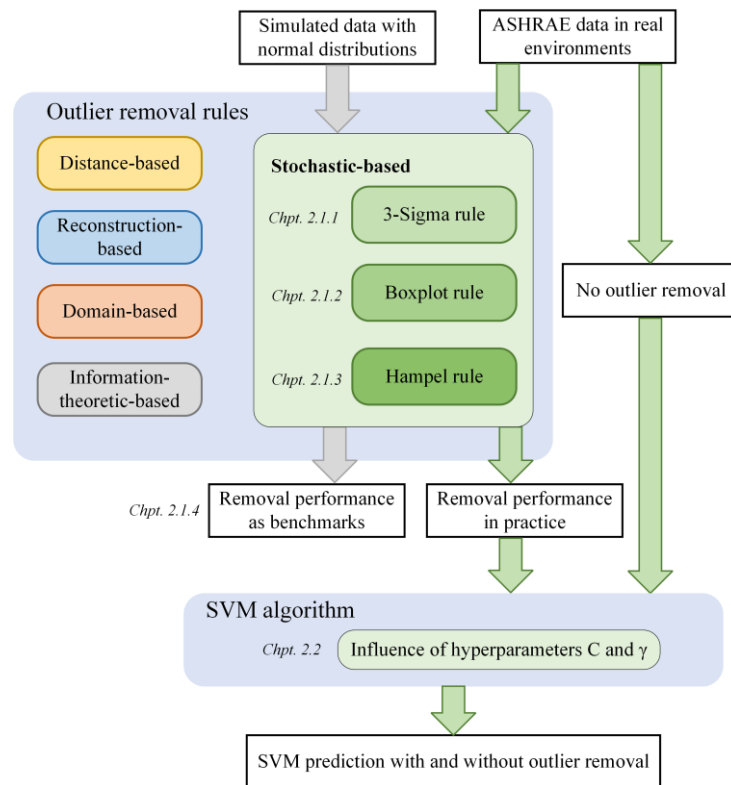 Simulated data with
normal distributions
ASHRAE data in real
environments
Outlier removal rules
Distance-based
Reconstruction-
based
Domain-based
Information-
theoretic-based
Stochastic-based
Chpt. 2.1.1
3-Sigma rule
Chpt. 2.1.2
Boxplot rule
Chpt. 2.1.3
Hampel rule
No outlier removal
Chpt. 2.1.4
Removal performance
as benchmarks
Removal performance
in practice
SVM algorithm
Chpt. 2.2
Influence of hyperparameters C and γ
SVM prediction with and without outlier removal